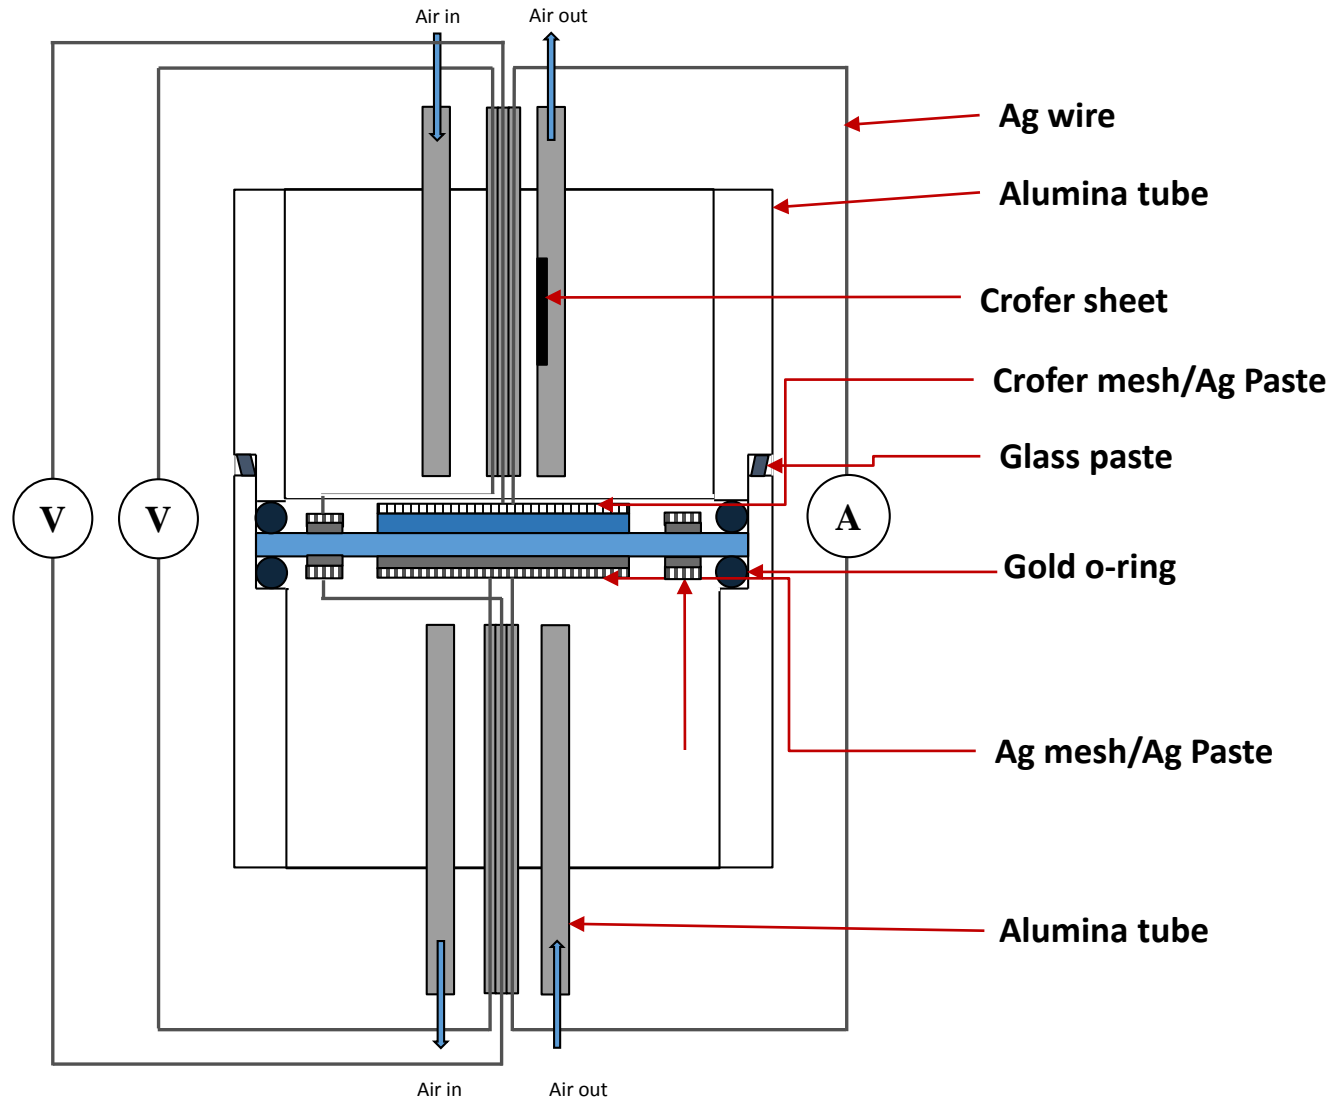 Air in
Air out
Ag wire
Alumina tube
Crofer sheet
Crofer mesh/Ag Paste
Glass paste
V
V
A
Gold o-ring
Ag mesh/Ag Paste
Alumina tube
Air in
Air out